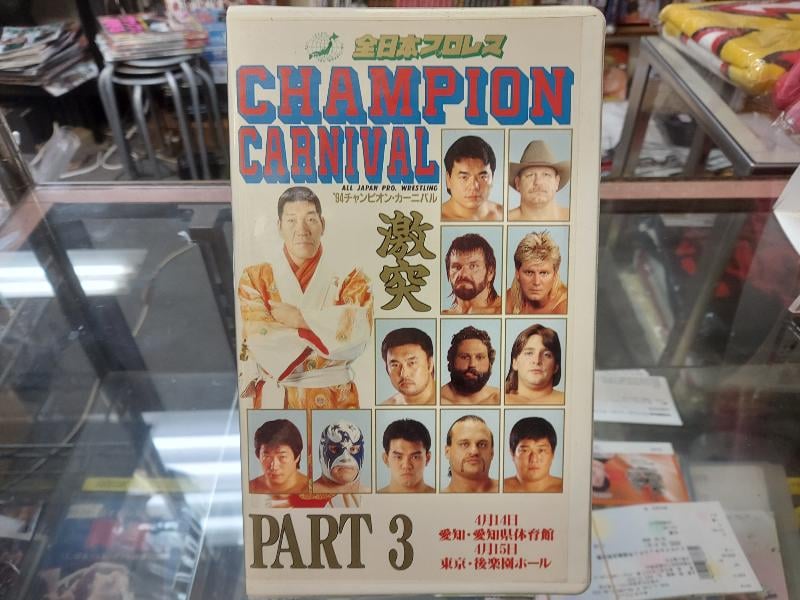 全日本プロレス
CHAMPION
CARNIVAL
ALL JAPAN PRO. WRESTLING
'94チャンピオン・カーニバル
激突
PART 3
4月14日
愛知・愛知県体育館
4月15日
東京・後楽園ホール